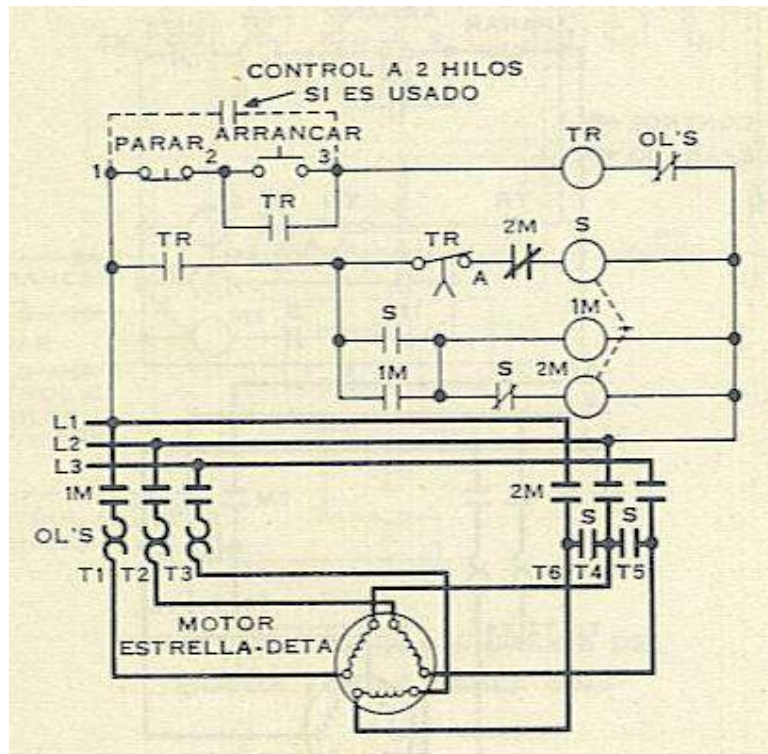 CONTROL A 2 HILOS
SI ES USADO
PARAR ARRANCAR TR OL'S
1 2 3
TR
TR TR 2M S
A
S 1M
1M S 2M
L1
L2
L3
1M 2M
OL'S S S
T1 T2 T3 T6 T4 T5
MOTOR
ESTRELLA-DETA